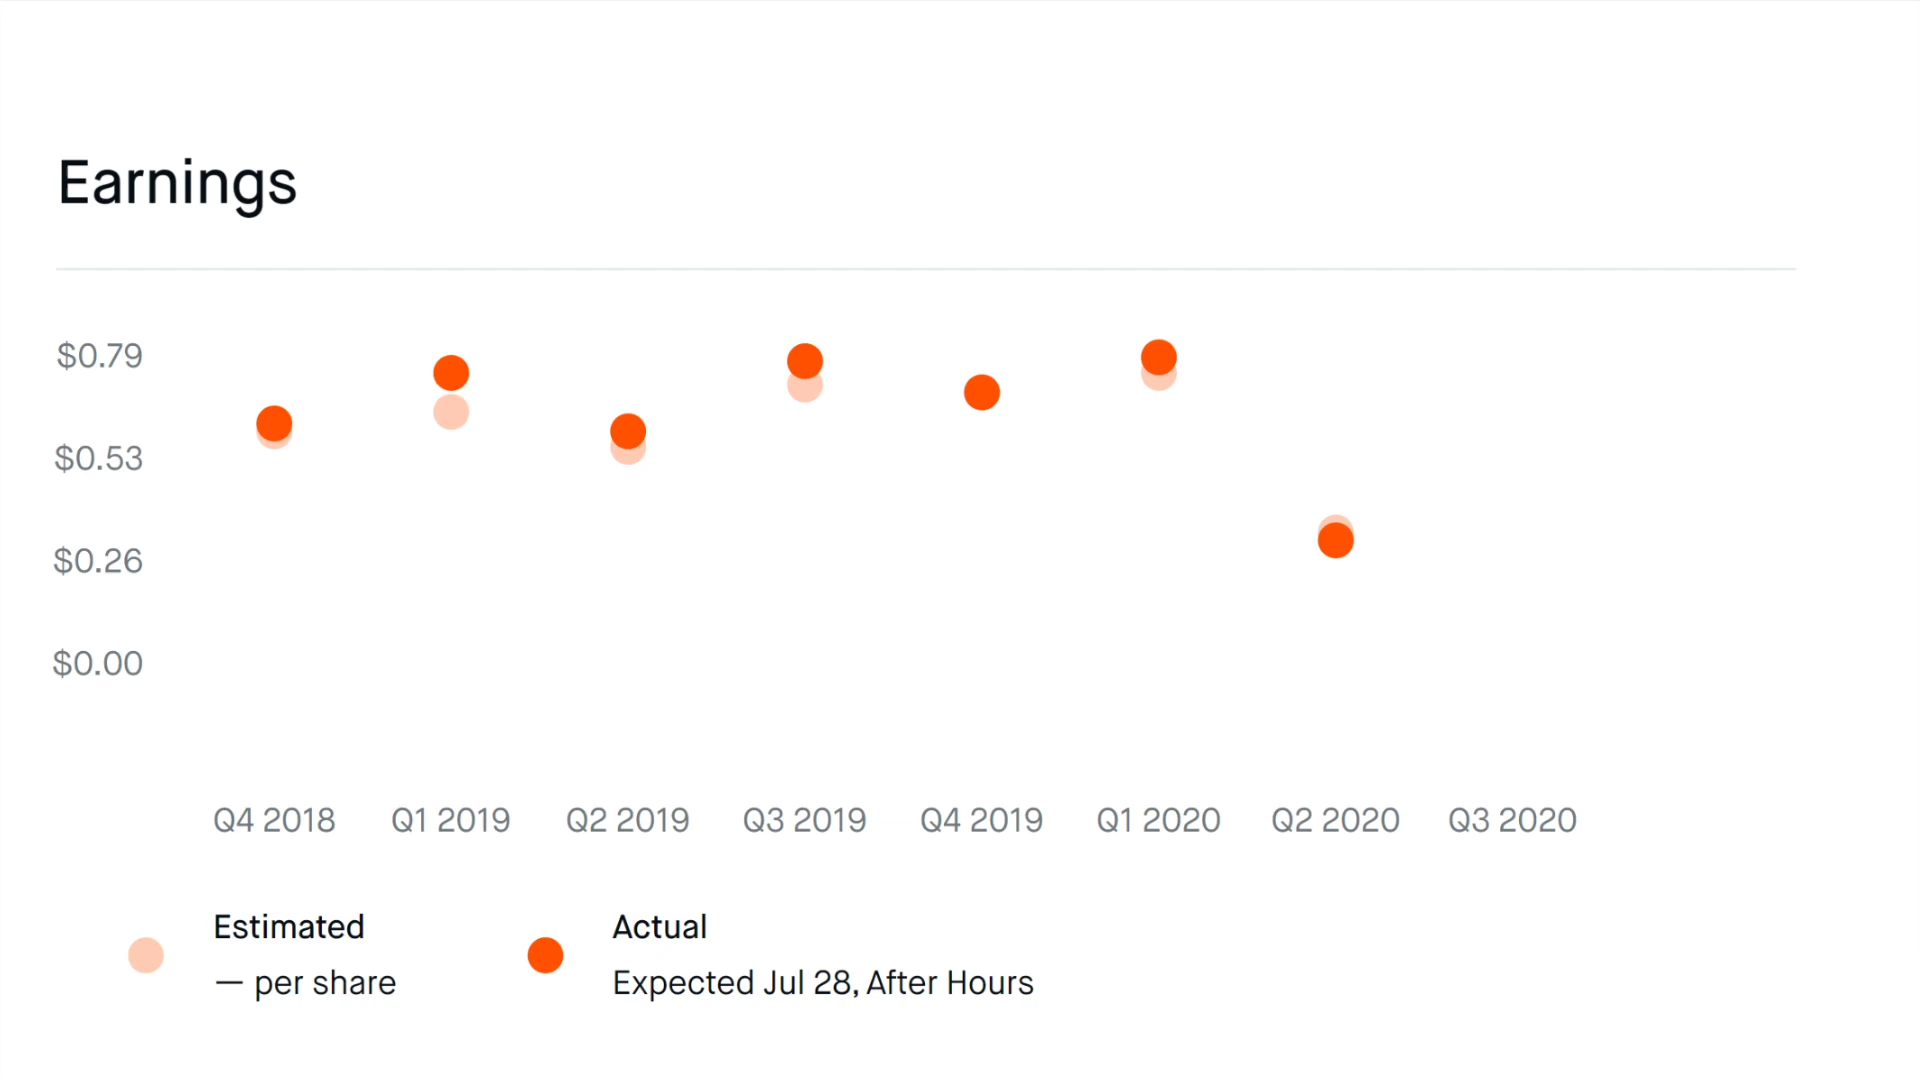 Earnings
$0.79
$0.53
$0.26
$0.00
Q4 2018 Q1 2019 Q2 2019 Q3 2019 Q4 2019 Q1 2020 Q2 2020 Q3 2020
Estimated
— per share
Actual
Expected Jul 28, After Hours